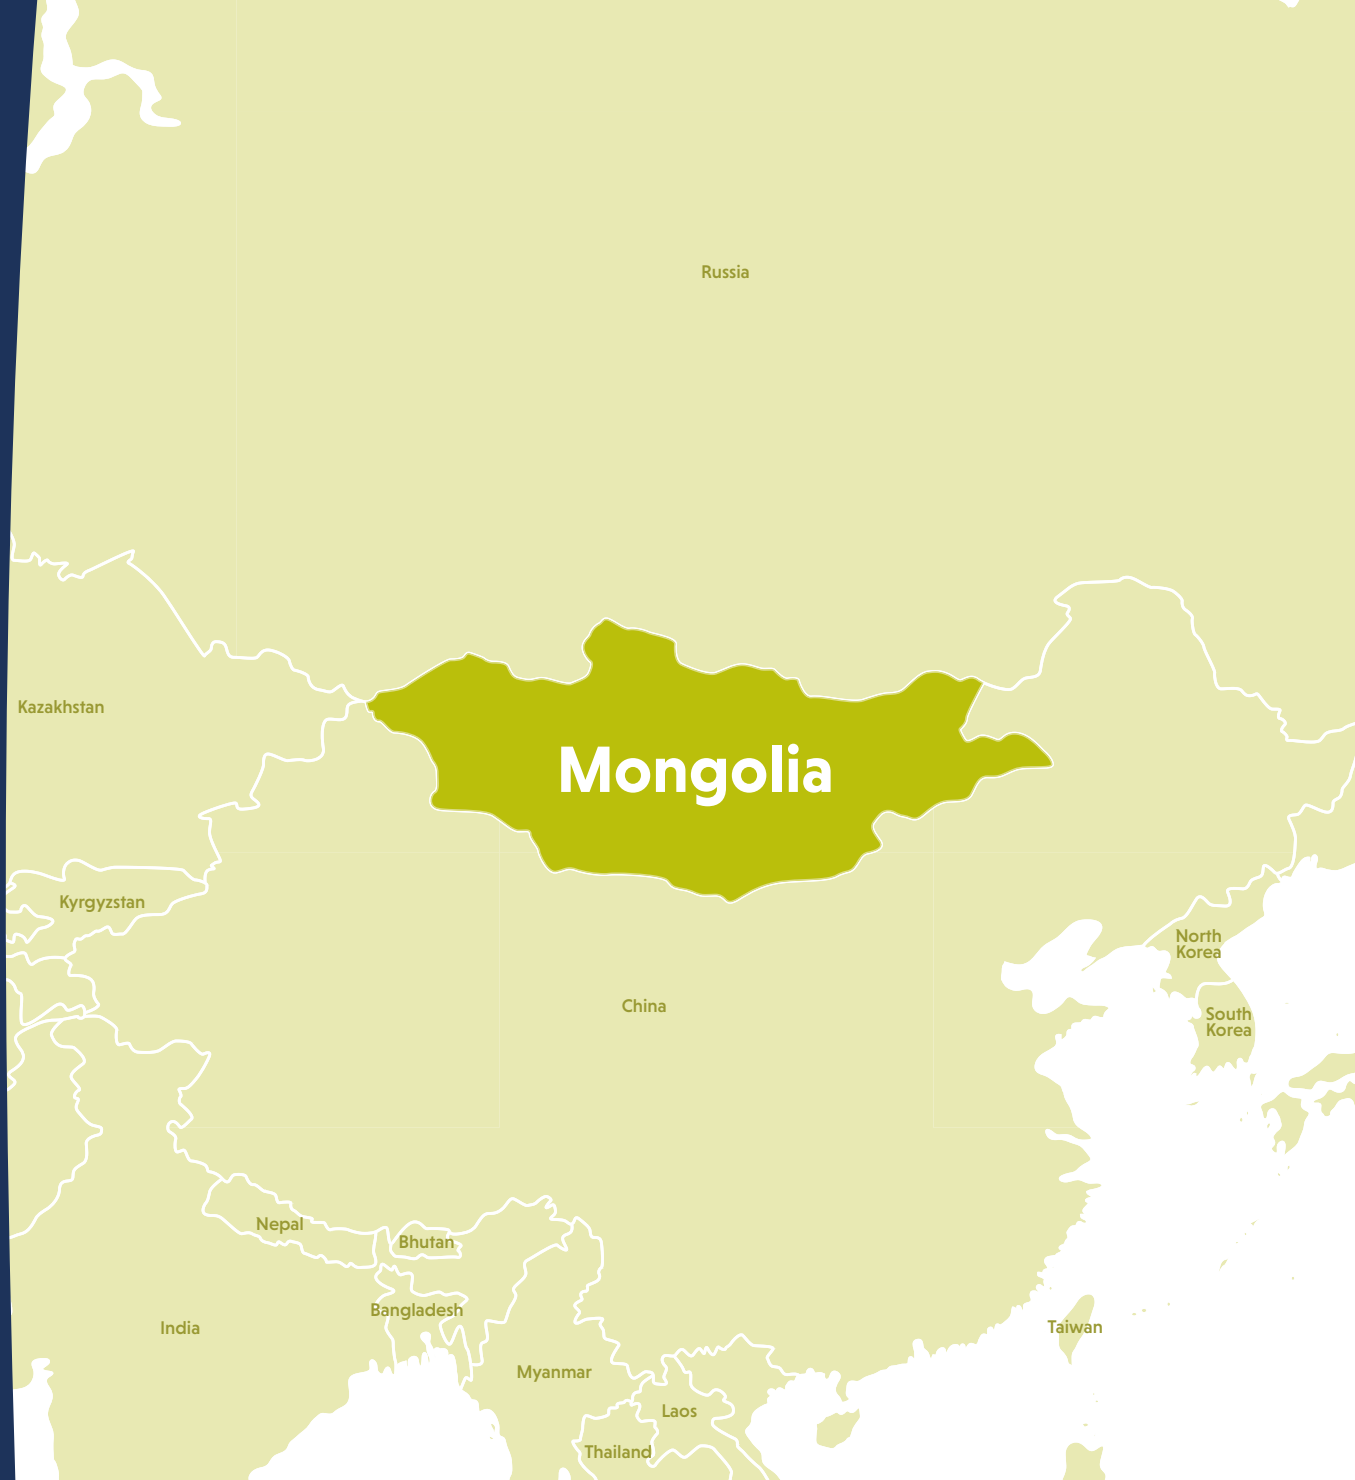 Russia
Kazakhstan
Mongolia
Kyrgyzstan
North
Korea
China
South
Korea
Nepal
Bhutan
Bangladesh
India
Taiwan
Myanmar
Laos
Thailand